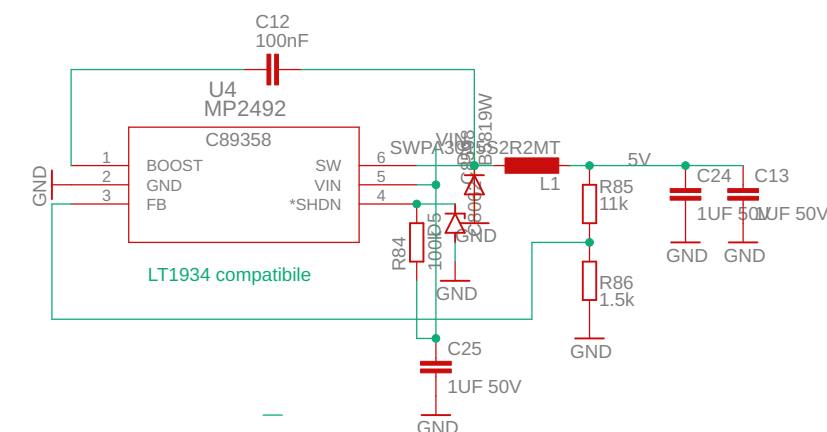 C12
100nF
U4
MP2492
C89358
1
BOOST
SW
6
2
GND
VIN
5
3
FB
*SHDN
4
GND
VIN
SWPA3015S2R2MT
L1
5V
R85
11k
C24
1UF 50V
C13
1UF 50V
R84
100k
D5
GND
GND
GND
GND
R86
1.5k
GND
LT1934 compatibile
C25
1UF 50V
GND